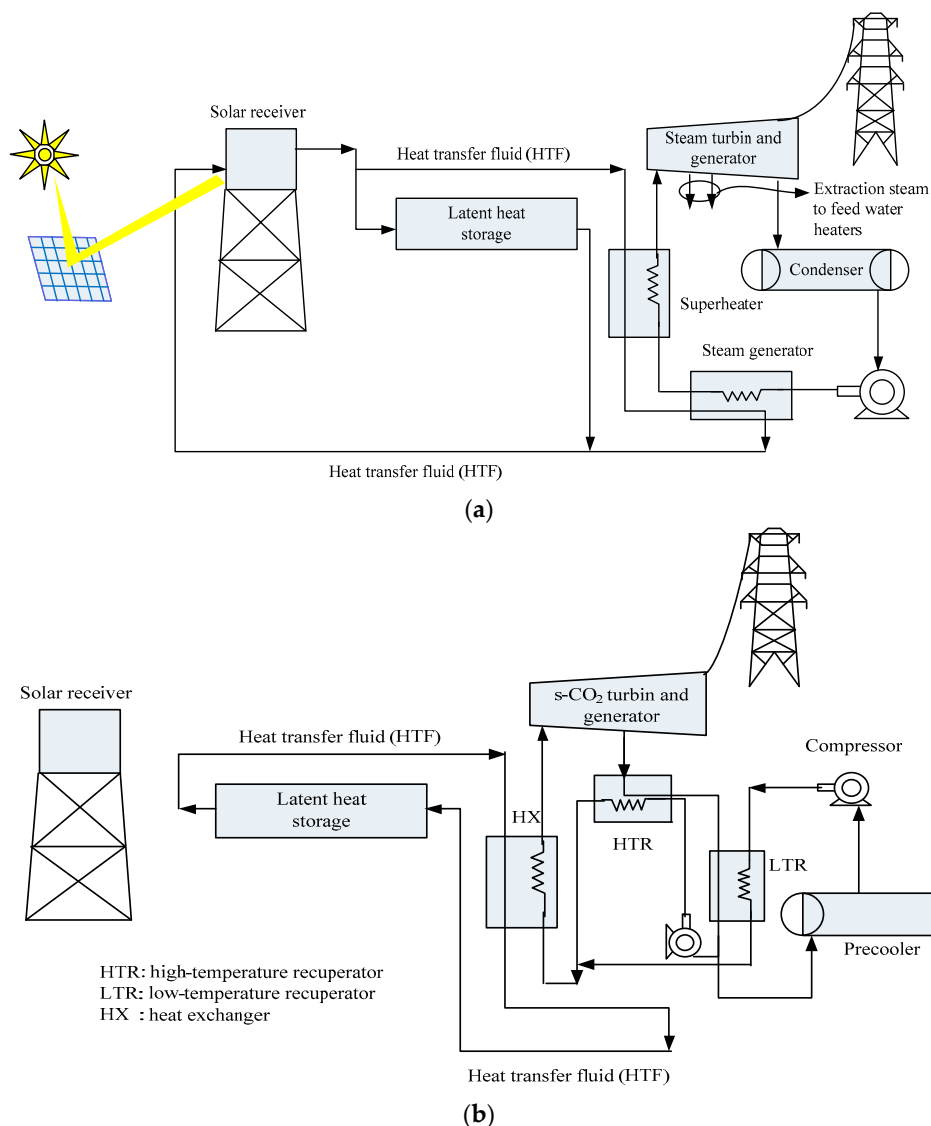 Solar receiver
Heat transfer fluid (HTF)
Steam turbin and
generator
Extraction steam
to feed water
heaters
Latent heat
storage
Condenser
Superheater
Steam generator
Heat transfer fluid (HTF)
(a)
s-CO₂ turbin and
generator
Solar receiver
Heat transfer fluid (HTF)
Compressor
Latent heat
storage
HX
HTR
LTR
Precooler
HTR: high-temperature recuperator
LTR: low-temperature recuperator
HX : heat exchanger
Heat transfer fluid (HTF)
(b)